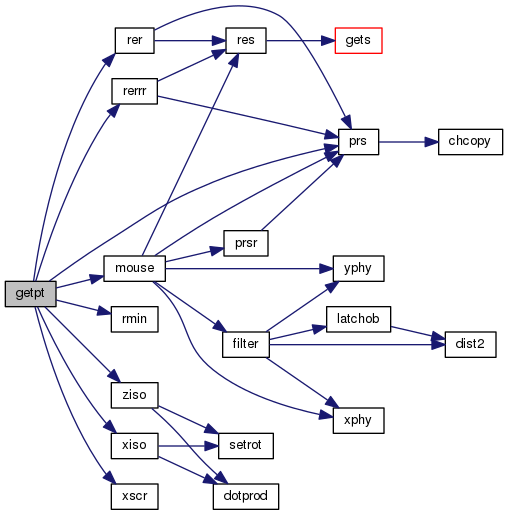 rer
res
gets
rerrr
prs
chcopy
prsr
mouse
yphy
getpt
rmin
latchob
filter
dist2
ziso
xphy
xiso
setrot
xscr
dotprod